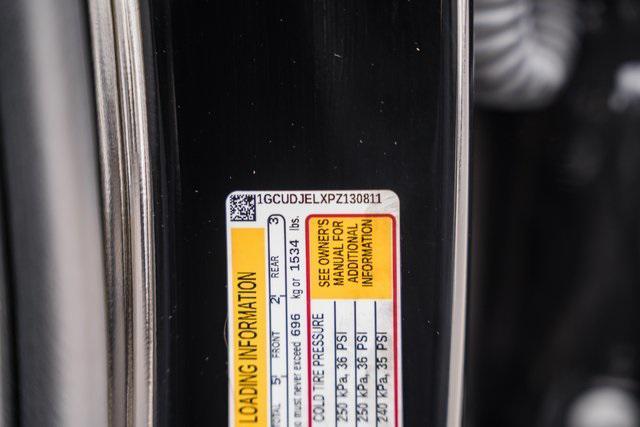 1GCUDJELXPZ130811
LOADING INFORMATION
5 FRONT 2 REAR 3
must never exceed 696 kg or 1534 lbs.
SEE OWNER'S
MANUAL FOR
ADDITIONAL
INFORMATION
COLD TIRE PRESSURE
250 kPa, 36 PSI
250 kPa, 36 PSI
240 kPa, 35 PSI